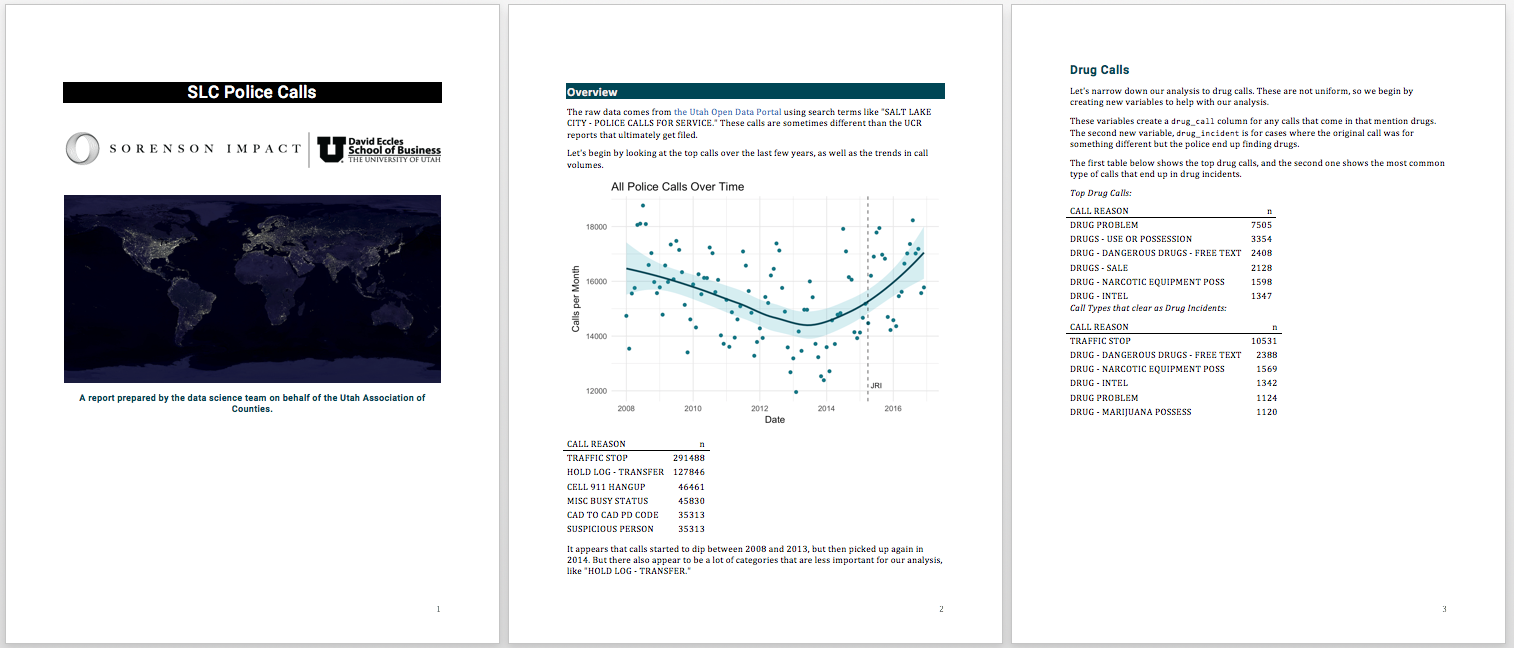 SLC Police Calls
SORENSON IMPACT
David Eccles
School of Business
THE UNIVERSITY OF UTAH
A report prepared by the data science team on behalf of the Utah Association of
Counties.
1
Overview
The raw data comes from the Utah Open Data Portal using search terms like "SALT LAKE
CITY - POLICE CALLS FOR SERVICE." These calls are sometimes different than the UCR
reports that ultimately get filed.
Let's begin by looking at the top calls over the last few years, as well as the trends in call
volumes.
All Police Calls Over Time
Calls per Month
18000
16000
14000
12000
JRI
2008 2010 2012 2014 2016
Date
CALL REASON n
TRAFFIC STOP 291488
HOLD LOG - TRANSFER 127846
CELL 911 HANGUP 46461
MISC BUSY STATUS 45830
CAD TO CAD PD CODE 35313
SUSPICIOUS PERSON 35313
It appears that calls started to dip between 2008 and 2013, but then picked up again in
2014. But there also appear to be a lot of categories that are less important for our analysis,
like "HOLD LOG - TRANSFER."
2
Drug Calls
Let's narrow down our analysis to drug calls. These are not uniform, so we begin by
creating new variables to help with our analysis.
These variables create a drug_call column for any calls that come in that mention drugs.
The second new variable, drug_incident is for cases where the original call was for
something different but the police end up finding drugs.
The first table below shows the top drug calls, and the second one shows the most common
type of calls that end up in drug incidents.
Top Drug Calls:
CALL REASON n
DRUG PROBLEM 7505
DRUGS - USE OR POSSESSION 3354
DRUG - DANGEROUS DRUGS - FREE TEXT 2408
DRUGS - SALE 2128
DRUG - NARCOTIC EQUIPMENT POSS 1598
DRUG - INTEL 1347
Call Types that clear as Drug Incidents:
CALL REASON n
TRAFFIC STOP 10531
DRUG - DANGEROUS DRUGS - FREE TEXT 2388
DRUG - NARCOTIC EQUIPMENT POSS 1569
DRUG - INTEL 1342
DRUG PROBLEM 1124
DRUG - MARIJUANA POSSESS 1120
3